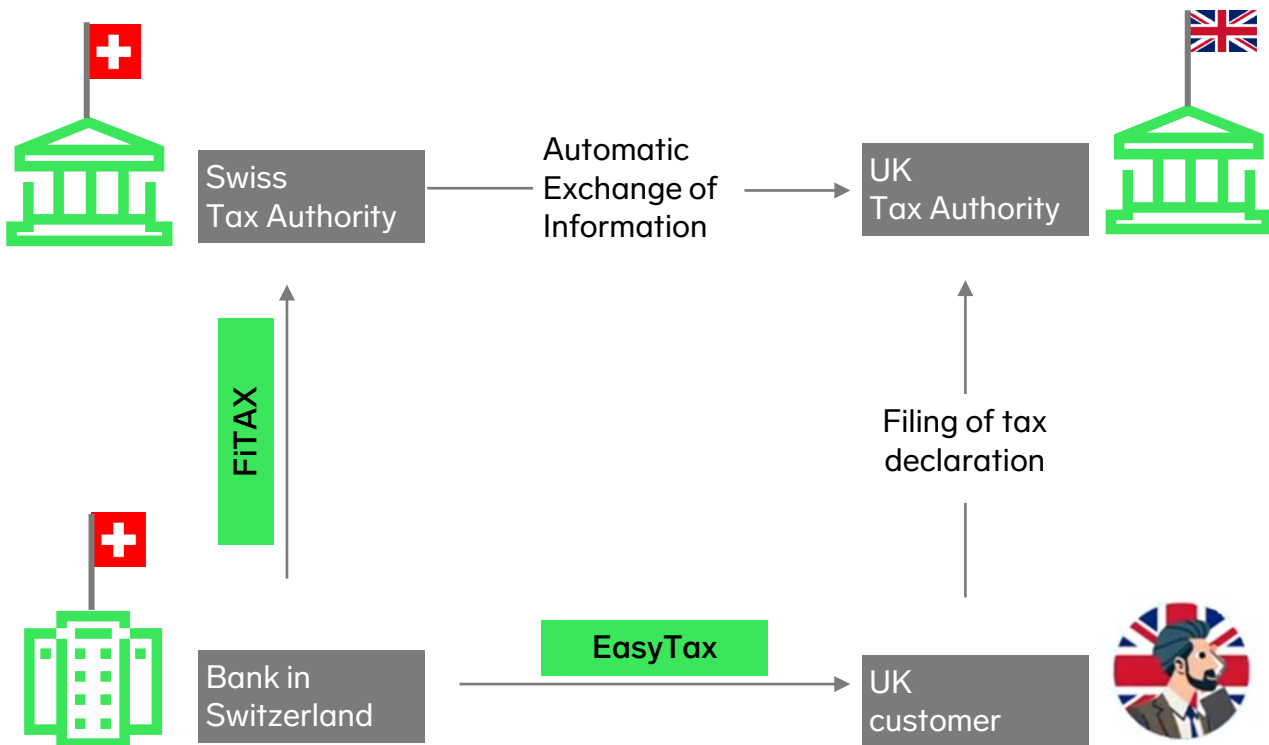 Swiss
Tax Authority
Automatic
Exchange of
Information
UK
Tax Authority
FiTAX
Filing of tax
declaration
Bank in
Switzerland
EasyTax
UK
customer